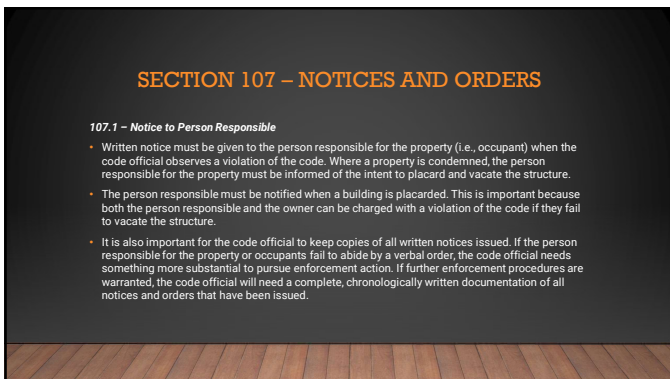 SECTION 107 – NOTICES AND ORDERS
107.1 – Notice to Person Responsible
• Written notice must be given to the person responsible for the property (i.e., occupant) when the
code official observes a violation of the code. Where a property is condemned, the person
responsible for the property must be informed of the intent to placard and vacate the structure.
• The person responsible must be notified when a building is placarded. This is important because
both the person responsible and the owner can be charged with a violation of the code if they fail
to vacate the structure.
• It is also important for the code official to keep copies of all written notices issued. If the person
responsible for the property or occupants fail to abide by a verbal order, the code official needs
something more substantial to pursue enforcement action. If further enforcement procedures are
warranted, the code official will need a complete, chronologically written documentation of all
notices and orders that have been issued.